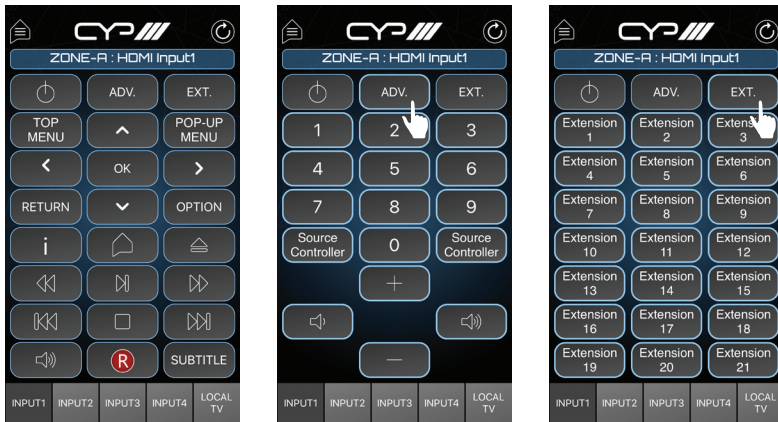 CYP
ZONE-A : HDMI Input1
ADV.
EXT.
TOP
MENU
POP-UP
MENU
OK
RETURN
OPTION
i
R
SUBTITLE
INPUT1
INPUT2
INPUT3
INPUT4
LOCAL
TV
CYP
ZONE-A : HDMI Input1
ADV.
EXT.
1
2
3
4
5
6
7
8
9
Source
Controller
0
Source
Controller
+
—
INPUT1
INPUT2
INPUT3
INPUT4
LOCAL
TV
CYP
ZONE-A : HDMI Input1
ADV.
EXT.
Extension
1
Extension
2
Extension
3
Extension
4
Extension
5
Extension
6
Extension
7
Extension
8
Extension
9
Extension
10
Extension
11
Extension
12
Extension
13
Extension
14
Extension
15
Extension
16
Extension
17
Extension
18
Extension
19
Extension
20
Extension
21
INPUT1
INPUT2
INPUT3
INPUT4
LOCAL
TV